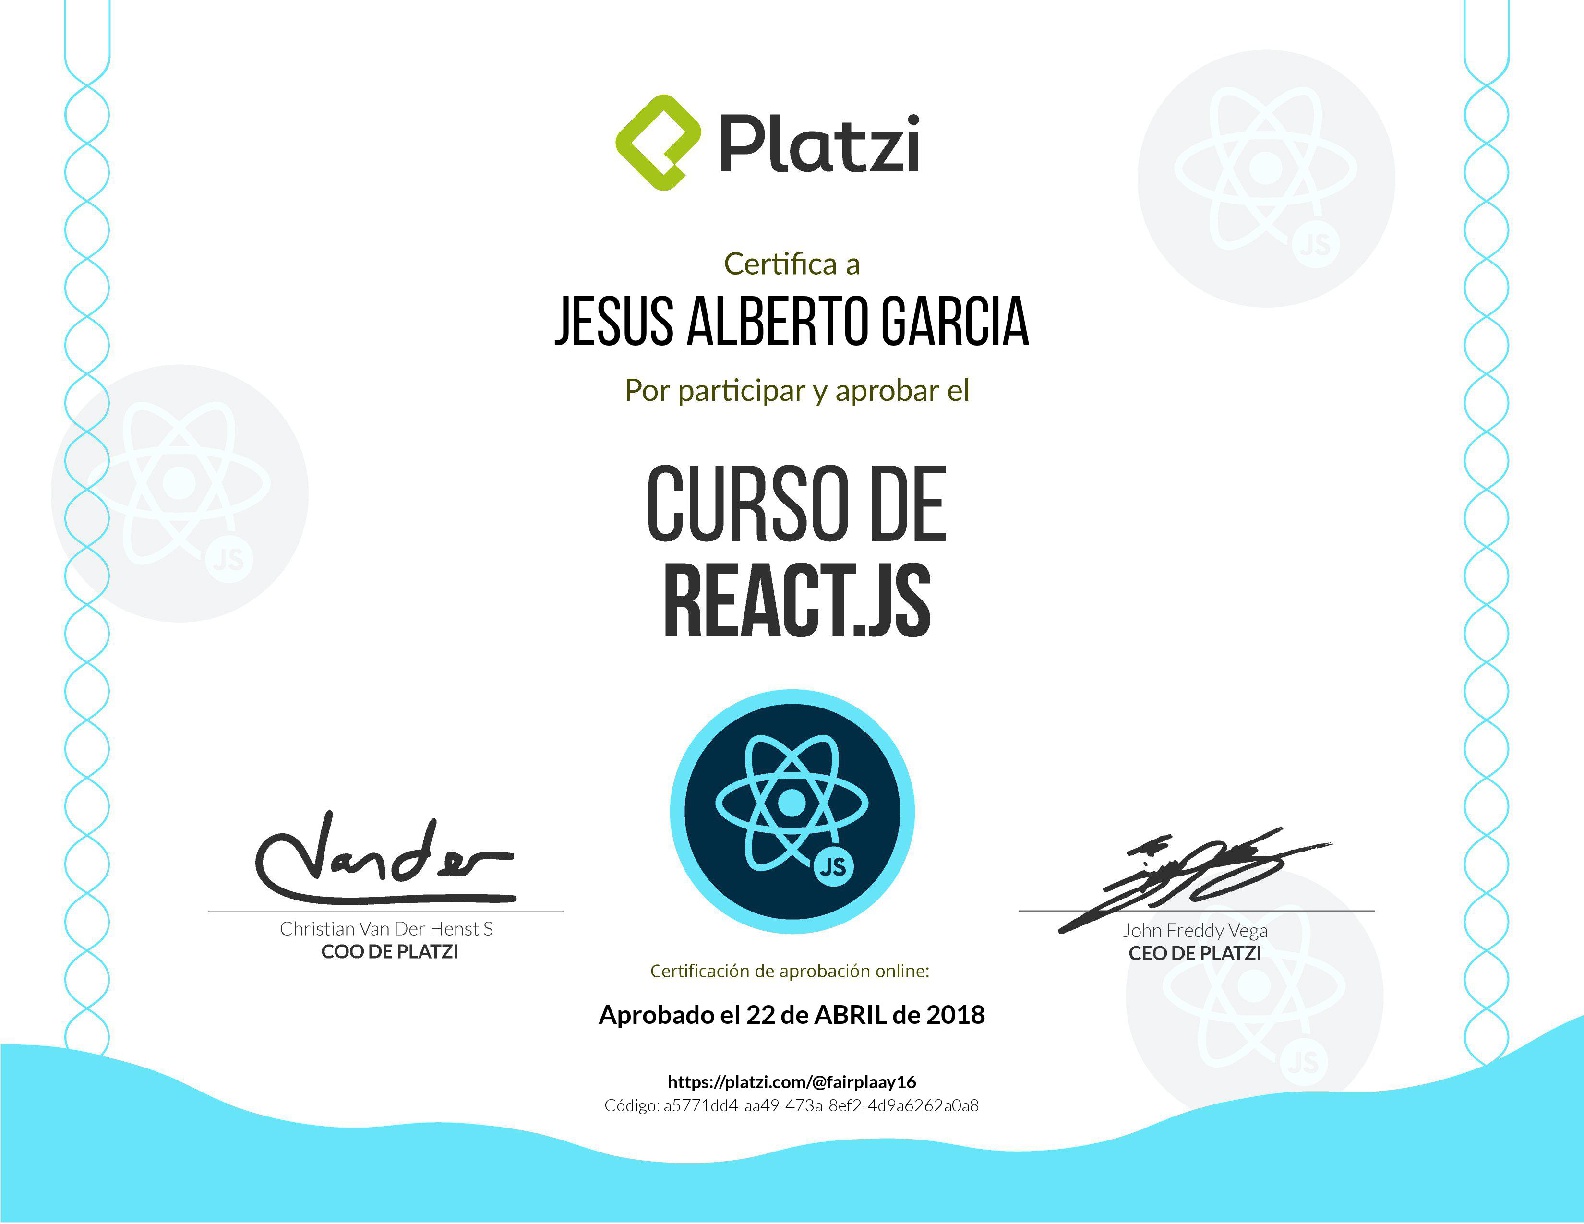 Platzi
Certifica a
JESUS ALBERTO GARCIA
Por participar y aprobar el
CURSO DE
REACT.JS
JS
JS
JS
Vander
Christian Van Der Henst S
COO DE PLATZI
John Freddy Vega
CEO DE PLATZI
JS
Certificación de aprobación online:
Aprobado el 22 de ABRIL de 2018
https://platzi.com/@fairplaay16
Código: a5771dd4-aa49-473a-8ef2-4d9a6262a0a8